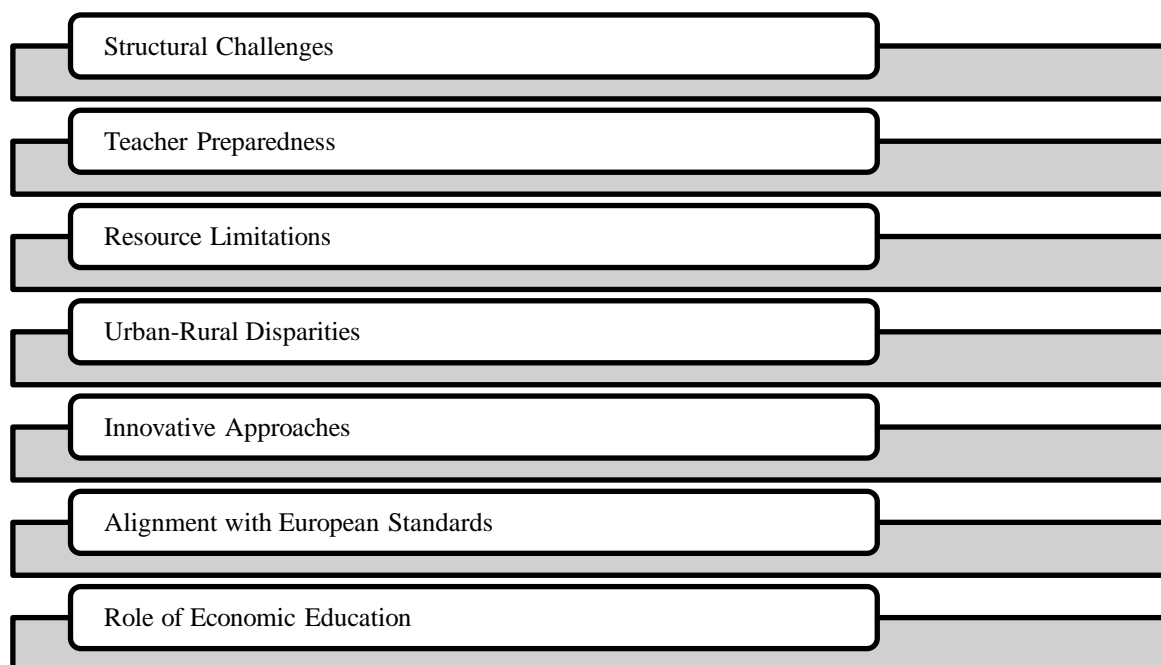 Structural Challenges
Teacher Preparedness
Resource Limitations
Urban-Rural Disparities
Innovative Approaches
Alignment with European Standards
Role of Economic Education